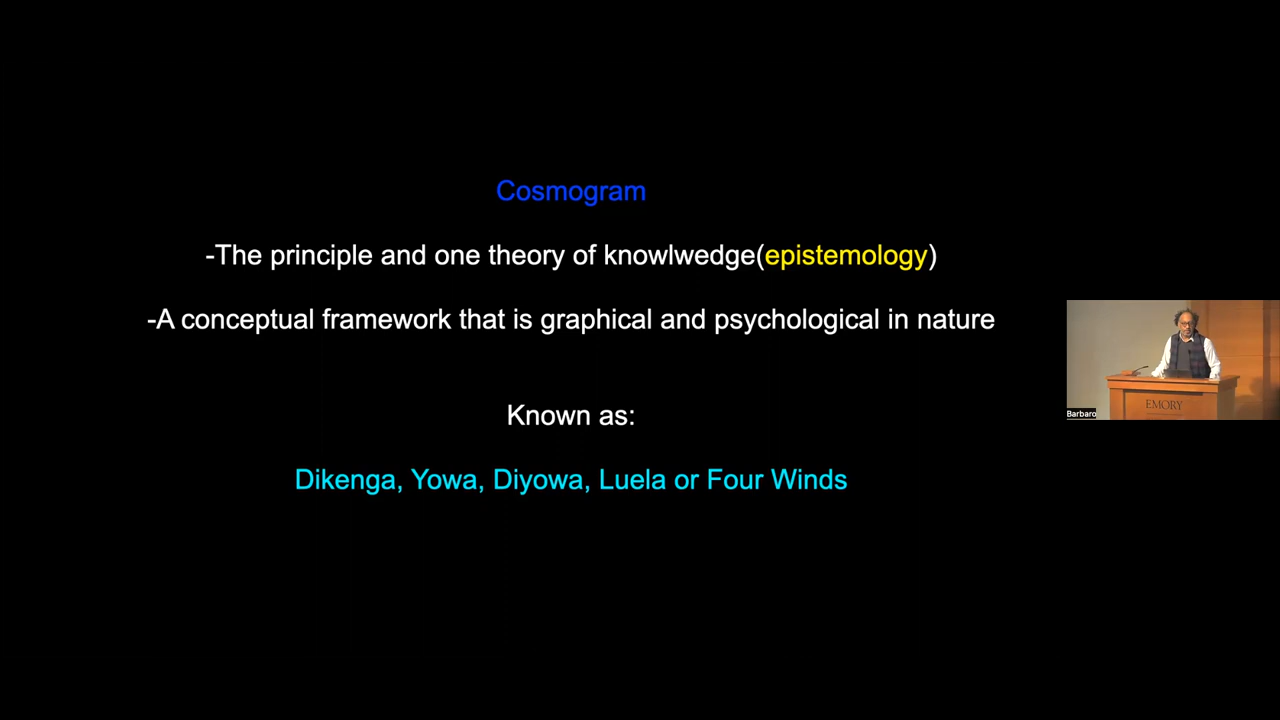 Cosmogram
-The principle and one theory of knowlwedge(epistemology)
-A conceptual framework that is graphical and psychological in nature
Known as:
Dikenga, Yowa, Diyowa, Luela or Four Winds
EMORY
Barbaro